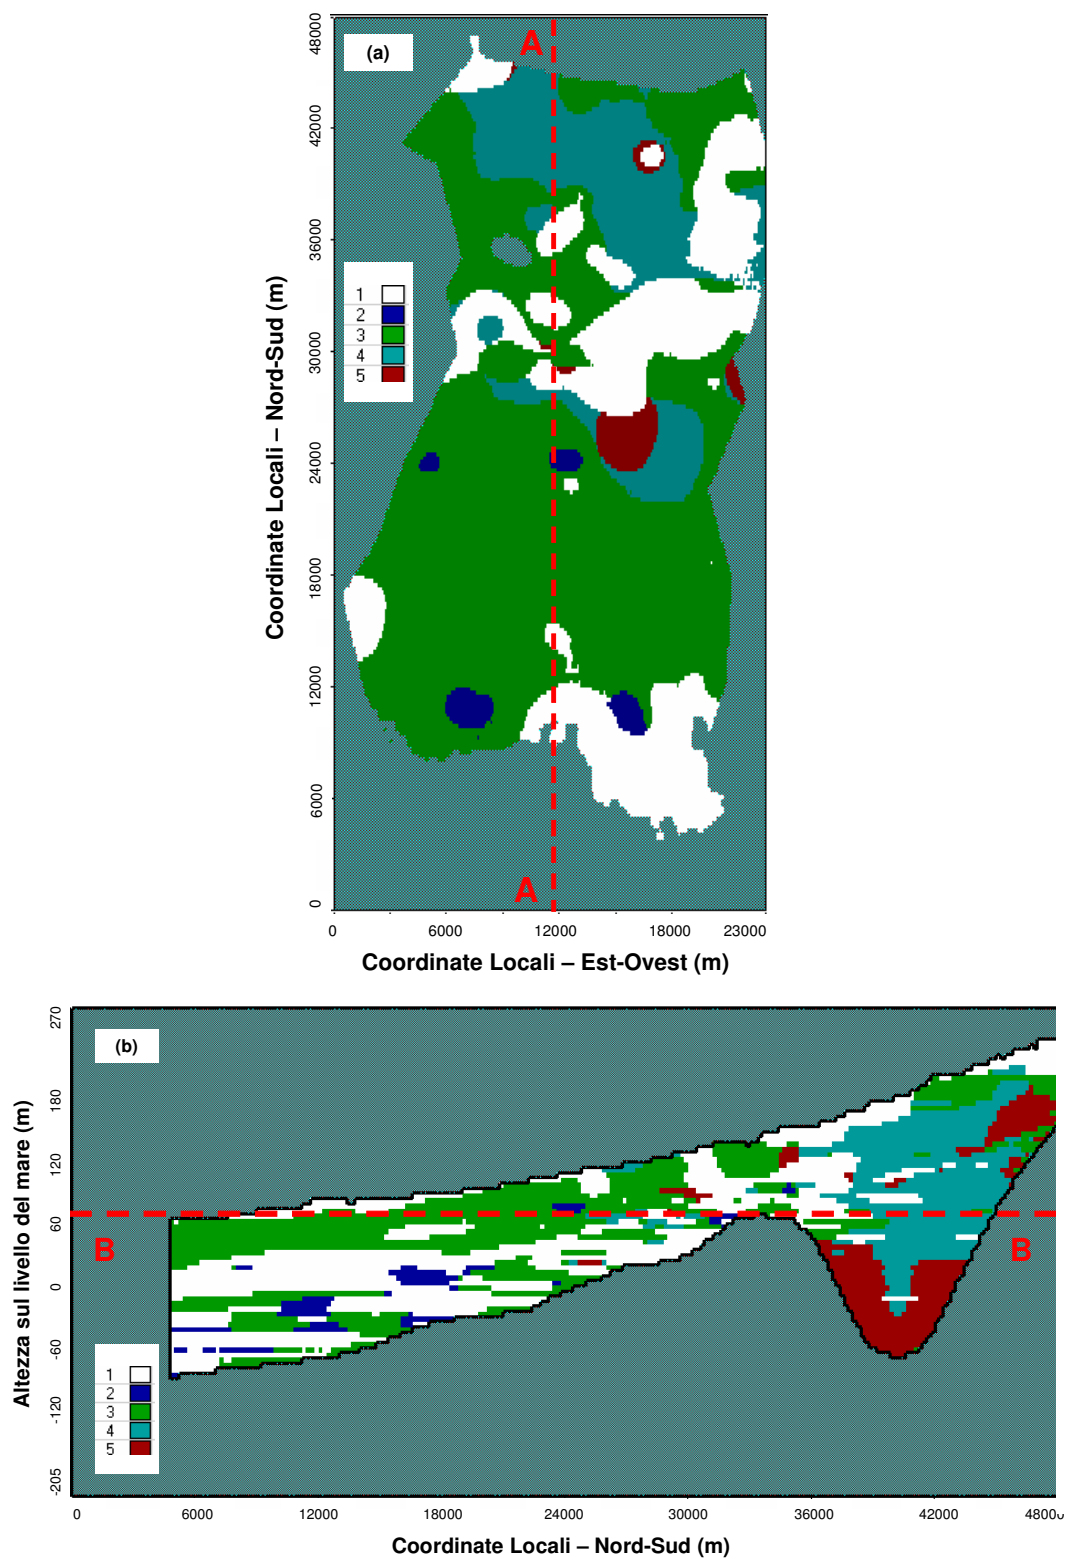 (a)
A
48000
42000
36000
30000
24000
18000
12000
6000
0
Coordinate Locali – Nord-Sud (m)
1
2
3
4
5
A
0 6000 12000 18000 23000
Coordinate Locali – Est-Ovest (m)
(b)
270
180
120
60
0
-60
-120
-205
Altezza sul livello del mare (m)
B B
1
2
3
4
5
0 6000 12000 18000 24000 30000 36000 42000 48000
Coordinate Locali – Nord-Sud (m)